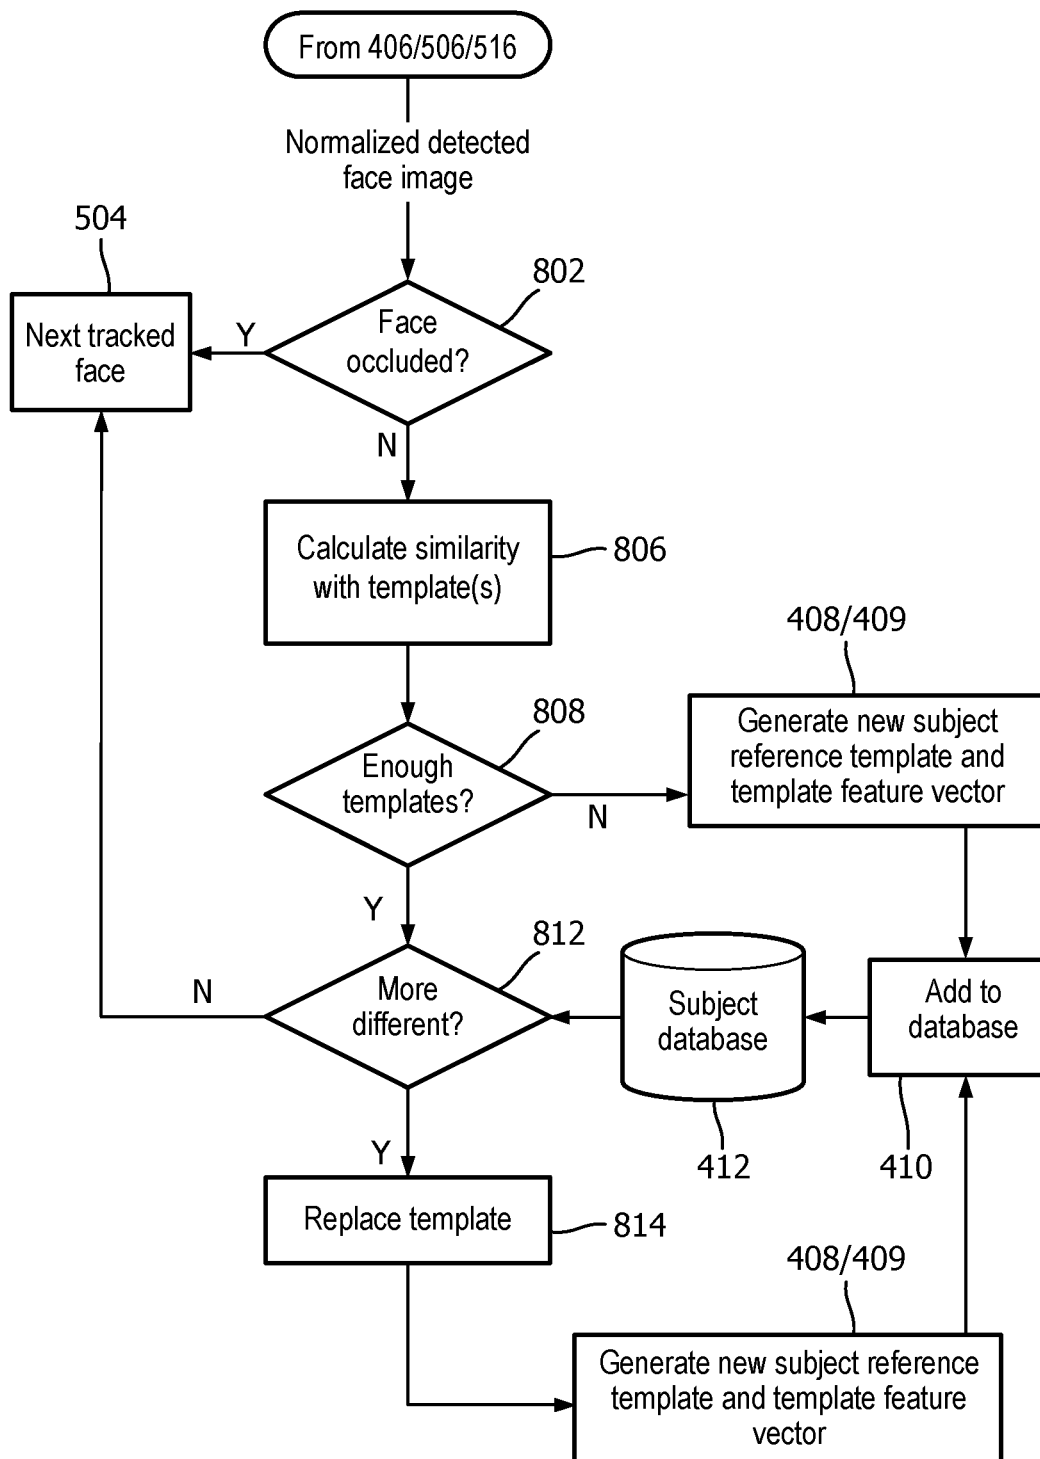 From 406/506/516
Normalized detected
face image
504
802
Next tracked
face
Y
Face
occluded?
N
Calculate similarity
with template(s)
806
408/409
808
Generate new subject
reference template and
template feature vector
Enough
templates?
N
Y
812
N
More
different?
Subject
database
Add to
database
Y
412
410
Replace template
814
408/409
Generate new subject reference
template and template feature
vector